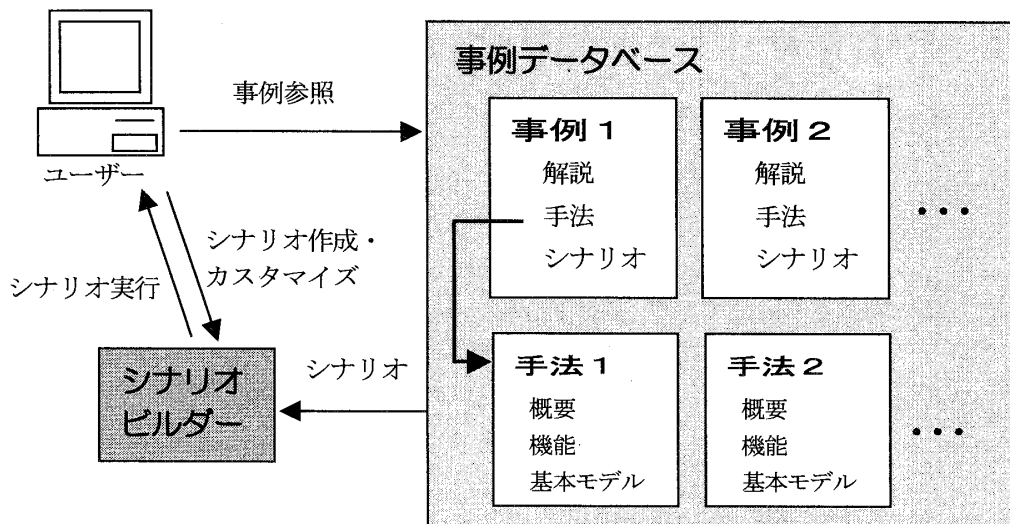 事例データベース
事例参照
ユーザー
事例1
解説
手法
シナリオ
事例2
解説
手法
シナリオ
・・・
シナリオ作成・
カスタマイズ
シナリオ実行
シナリオ
ビルダー
シナリオ
手法1
概要
機能
基本モデル
手法2
概要
機能
基本モデル
・・・